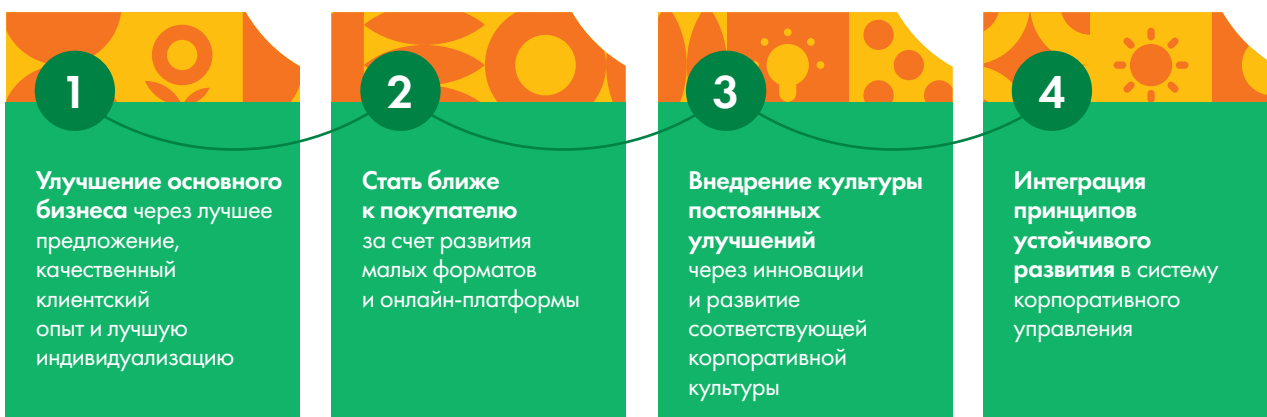 1
Улучшение основного
бизнеса через лучшее
предложение,
качественный
клиентский
опыт и лучшую
индивидуализацию
2
Стать ближе
к покупателю
за счет развития
малых форматов
и онлайн-платформы
3
Внедрение культуры
постоянных
улучшений
через инновации
и развитие
соответствующей
корпоративной
культуры
4
Интеграция
принципов
устойчивого
развития в систему
корпоративного
управления